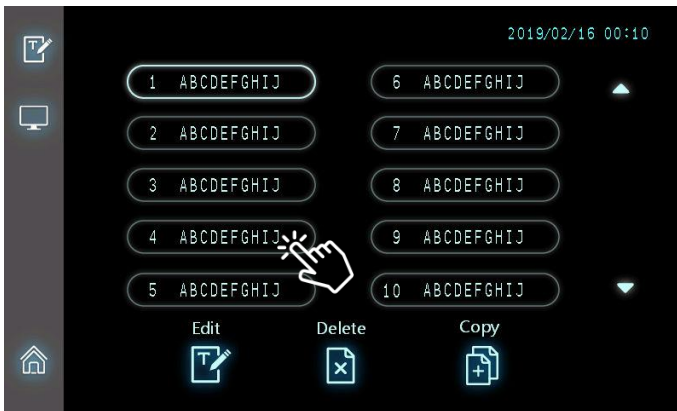 2019/02/16 00:10
1 ABCDEFGHIJ
6 ABCDEFGHIJ
2 ABCDEFGHIJ
7 ABCDEFGHIJ
3 ABCDEFGHIJ
8 ABCDEFGHIJ
4 ABCDEFGHIJ
9 ABCDEFGHIJ
5 ABCDEFGHIJ
10 ABCDEFGHIJ
Edit Delete Copy